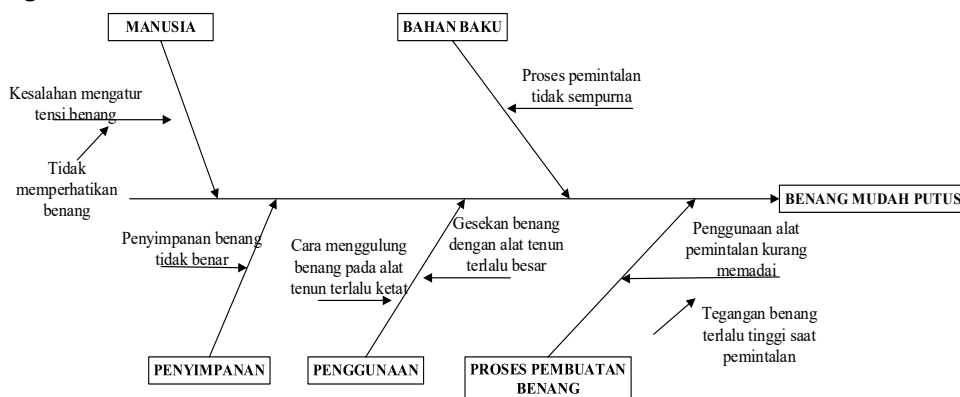 MANUSIA
BAHAN BAKU
Kesalahan mengatur
tensi benang
Tidak
memperhatikan
benang
Proses pemintalan
tidak sempurna
BENANG MUDAH PUTUS
Penyimpanan benang
tidak benar
Cara menggulung
benang pada alat
tenun terlalu ketat
Gesekan benang
dengan alat tenun
terlalu besar
Penggunaan alat
pemintalan kurang
memadai
Tegangan benang
terlalu tinggi saat
pemintalan
PENYIMPANAN
PENGGUNAAN
PROSES PEMBUATAN
BENANG